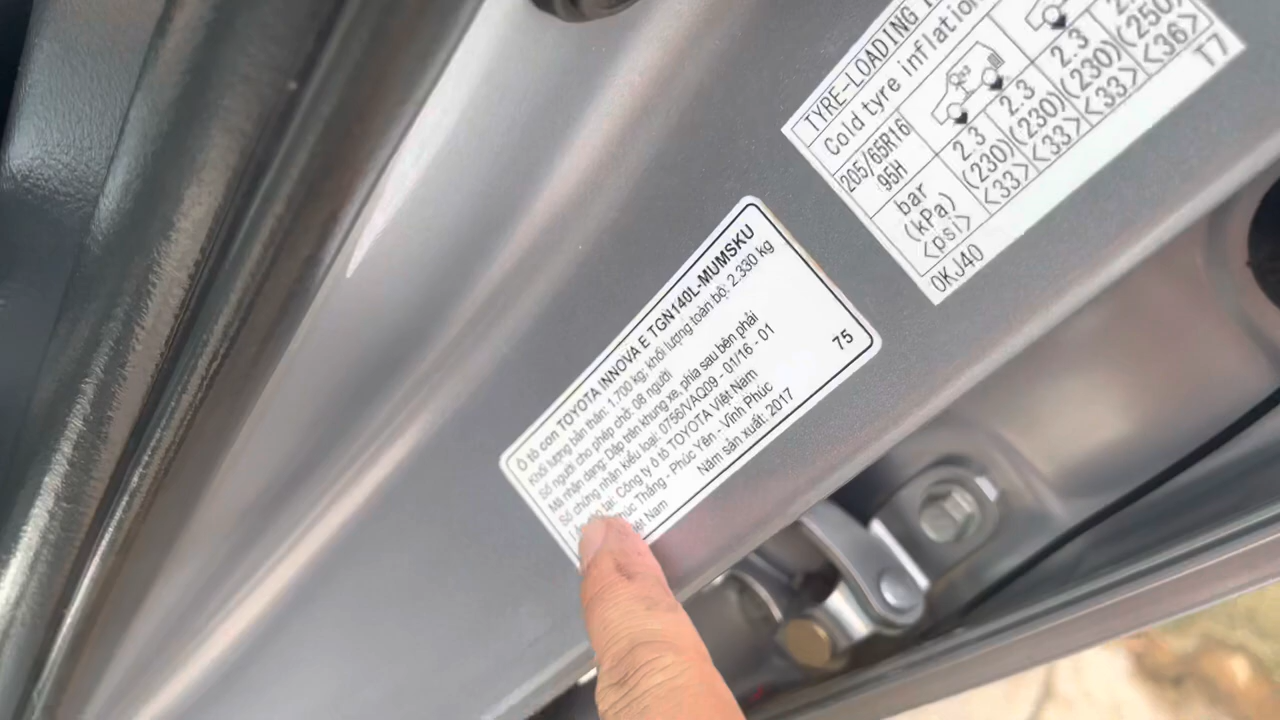 Ô tô con TOYOTA INNOVA E TGN140L-MUMSKU
Khối lượng bản thân: 1.700 kg; khối lượng toàn bộ: 2.330 kg
Số người cho phép chở: 08 người
Mã nhận dạng: Dập trên khung xe, phía sau bên phải
Số chứng nhận kiểu loại: 0756/VAQ09 - 01/16 - 01
tại: Công ty ô tô TOYOTA Việt Nam
Phúc Thắng - Phúc Yên - Vĩnh Phúc
Việt Nam Năm sản xuất: 2017
75
TYRE-LOADING
Cold tyre inflation
205/65R16
95H
bar 2.3 2.3 2.3
(kPa) (230) (230) (230) (250)
<psi> <33> <33> <33> <36>
0KJ40 T7